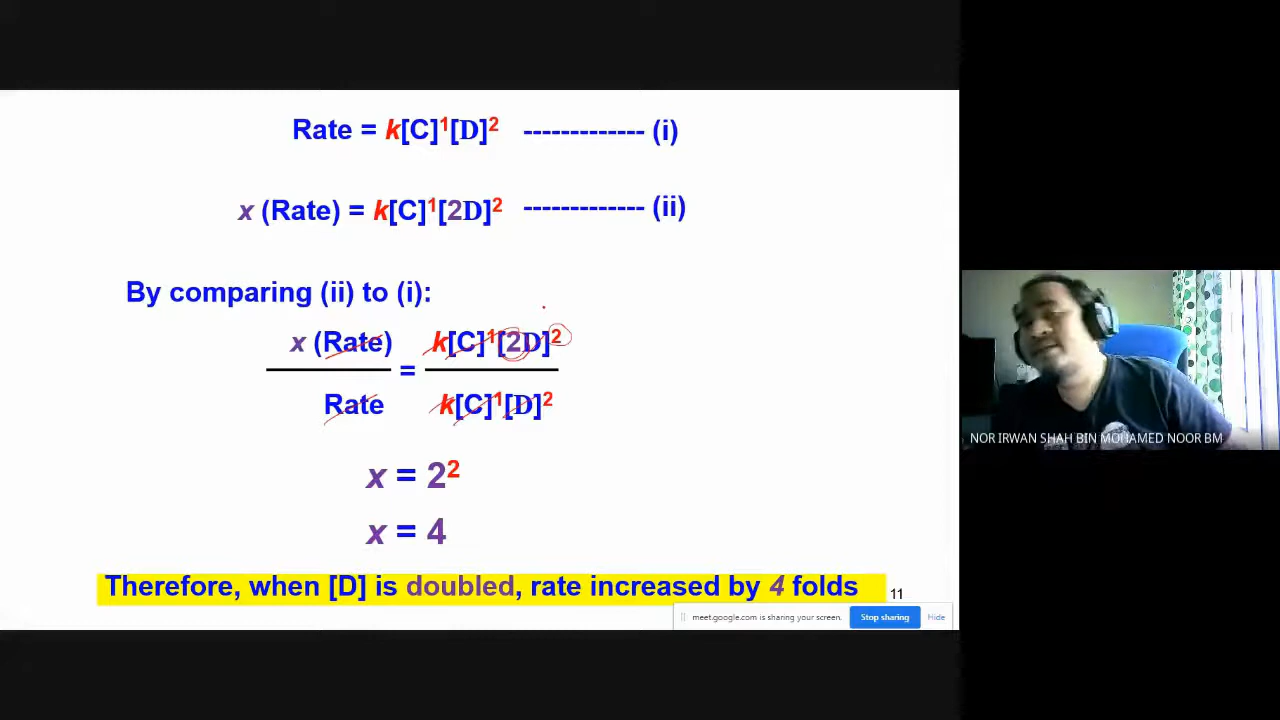 Rate = k[C]¹[D]² ------------- (i)
x (Rate) = k[C]¹[2D]² ------------- (ii)
By comparing (ii) to (i):
x (Rate) / Rate = k[C]¹[2D]² / k[C]¹[D]²
x = 2²
x = 4
Therefore, when [D] is doubled, rate increased by 4 folds
11
meet.google.com is sharing your screen. Stop sharing Hide
NOR IRWAN SHAH BIN MOHAMED NOOR BM